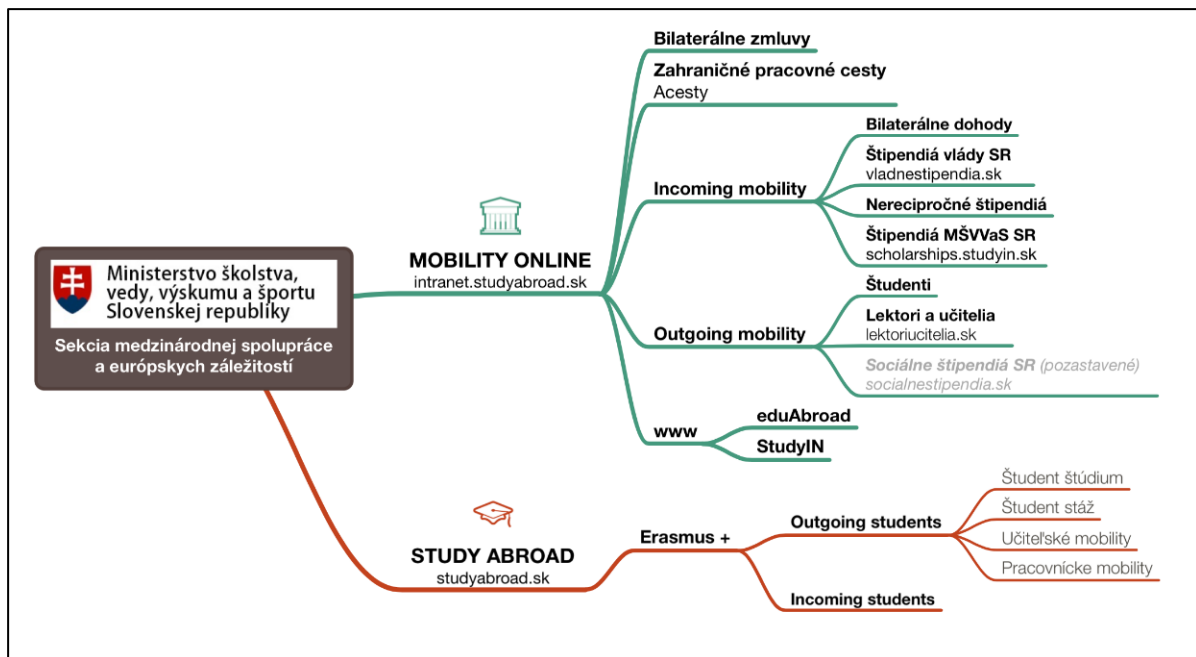 Ministerstvo školstva,
vedy, výskumu a športu
Slovenskej republiky
Sekcia medzinárodnej spolupráce
a európskych záležitostí
MOBILITY ONLINE
intranet.studyabroad.sk
Bilaterálne zmluvy
Zahraničné pracovné cesty
Acesty
Incoming mobility
Bilaterálne dohody
Štipendiá vlády SR
vladnestipendia.sk
Nerecipročné štipendiá
Štipendiá MŠVVaŠ SR
scholarships.studyin.sk
Outgoing mobility
Študenti
Lektori a učitelia
lektoriucitelia.sk
Sociálne štipendiá SR (pozastavené)
socialnestipendia.sk
www
eduAbroad
StudyIN
STUDY ABROAD
studyabroad.sk
Erasmus +
Outgoing students
Študent štúdium
Študent stáž
Učiteľské mobility
Pracovnícke mobility
Incoming students